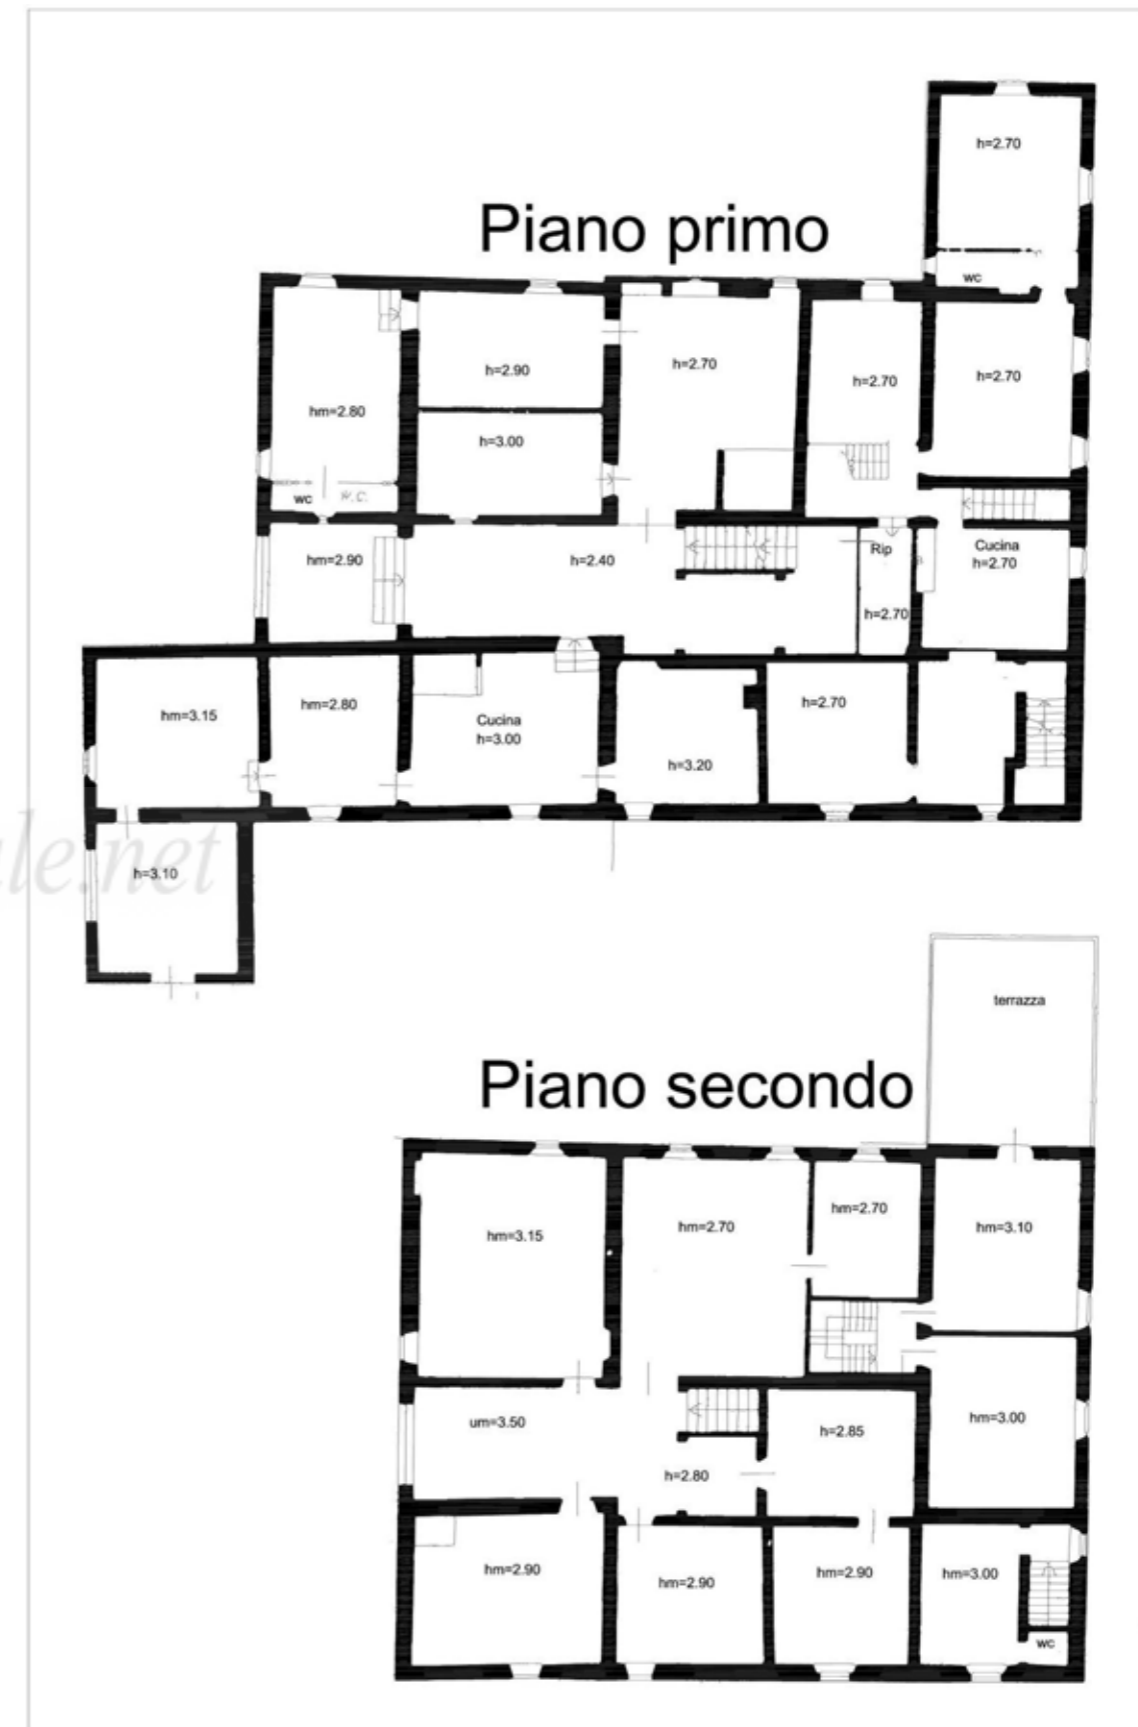 h=2.70
Piano primo
wc
h=2.90
h=2.70
h=2.70
h=2.70
hm=2.80
h=3.00
wc
W.C.
hm=2.90
h=2.40
Rip
Cucina
h=2.70
h=2.70
hm=3.15
hm=2.80
Cucina
h=3.00
h=2.70
h=3.20
le.net
h=3.10
terrazza
Piano secondo
hm=3.15
hm=2.70
hm=2.70
hm=3.10
um=3.50
h=2.85
hm=3.00
h=2.80
hm=2.90
hm=2.90
hm=2.90
hm=3.00
wc